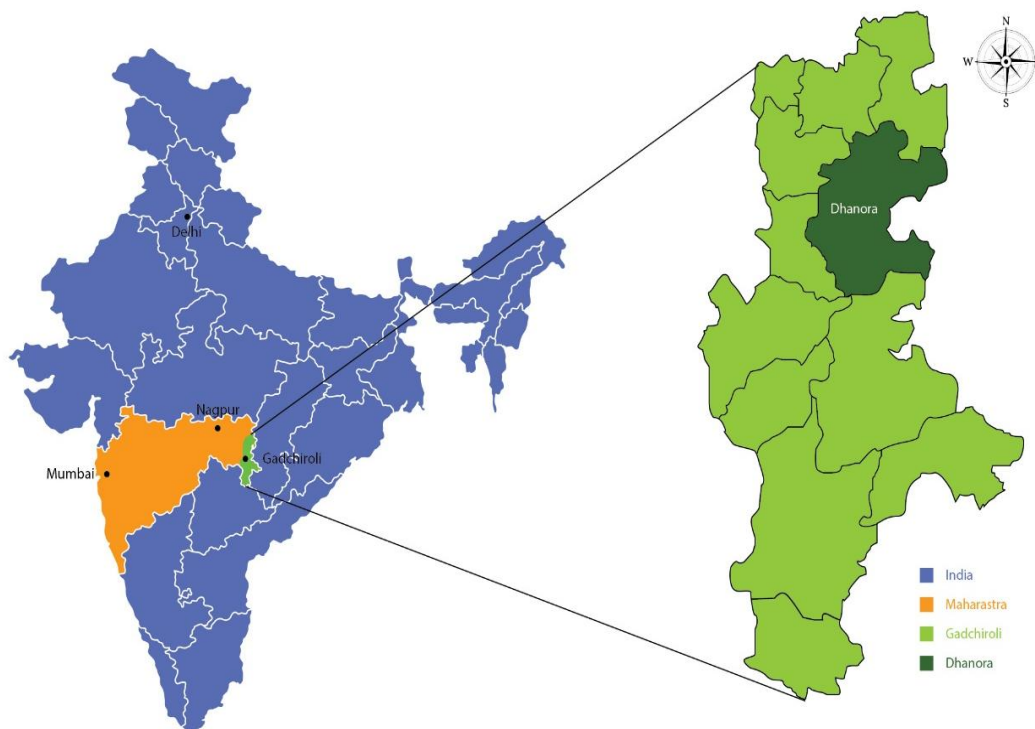 N
W
E
S
Delhi
Nagpur
Gadchiroli
Mumbai
Dhanora
India
Maharastra
Gadchiroli
Dhanora